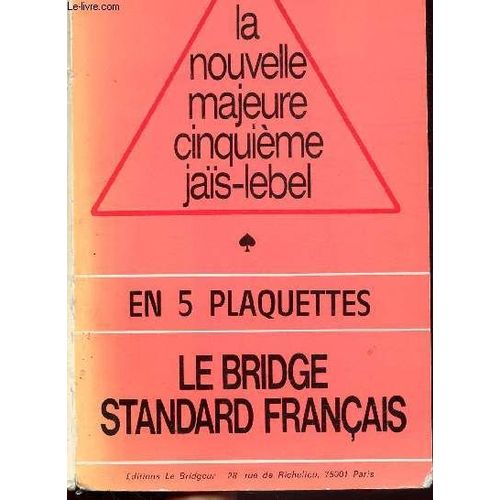 Le-livre.com
la
nouvelle
majeure
cinquième
jaïs-lebel
EN 5 PLAQUETTES
LE BRIDGE
STANDARD FRANÇAIS
Editions Le Bridgeur 28 rue de Richelieu, 75001 Paris